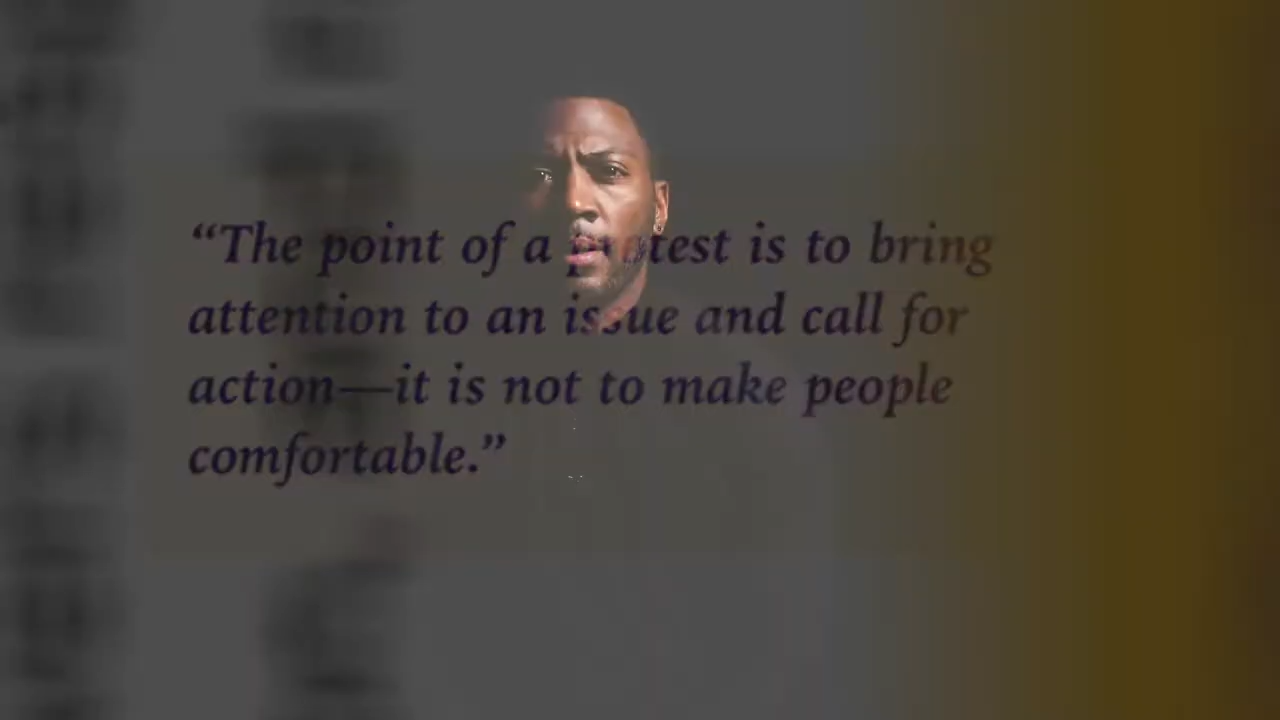 “The point of a protest is to bring
attention to an issue and call for
action—it is not to make people
comfortable.”